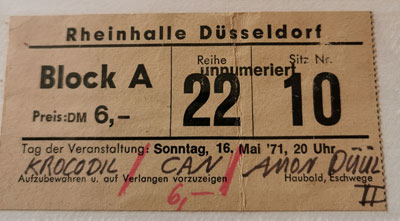 Rheinhalle Düsseldorf
Block A
Preis: DM 6,–
Reihe
unnumeriert
22
Sitz Nr.
10
Tag der Veranstaltung: Sonntag, 16. Mai '71, 20 Uhr
KROCODIL / CAN / AMON DÜÜL II
Aufzubewahren u. auf Verlangen vorzuzeigen
6,–
Haubold, Eschwege